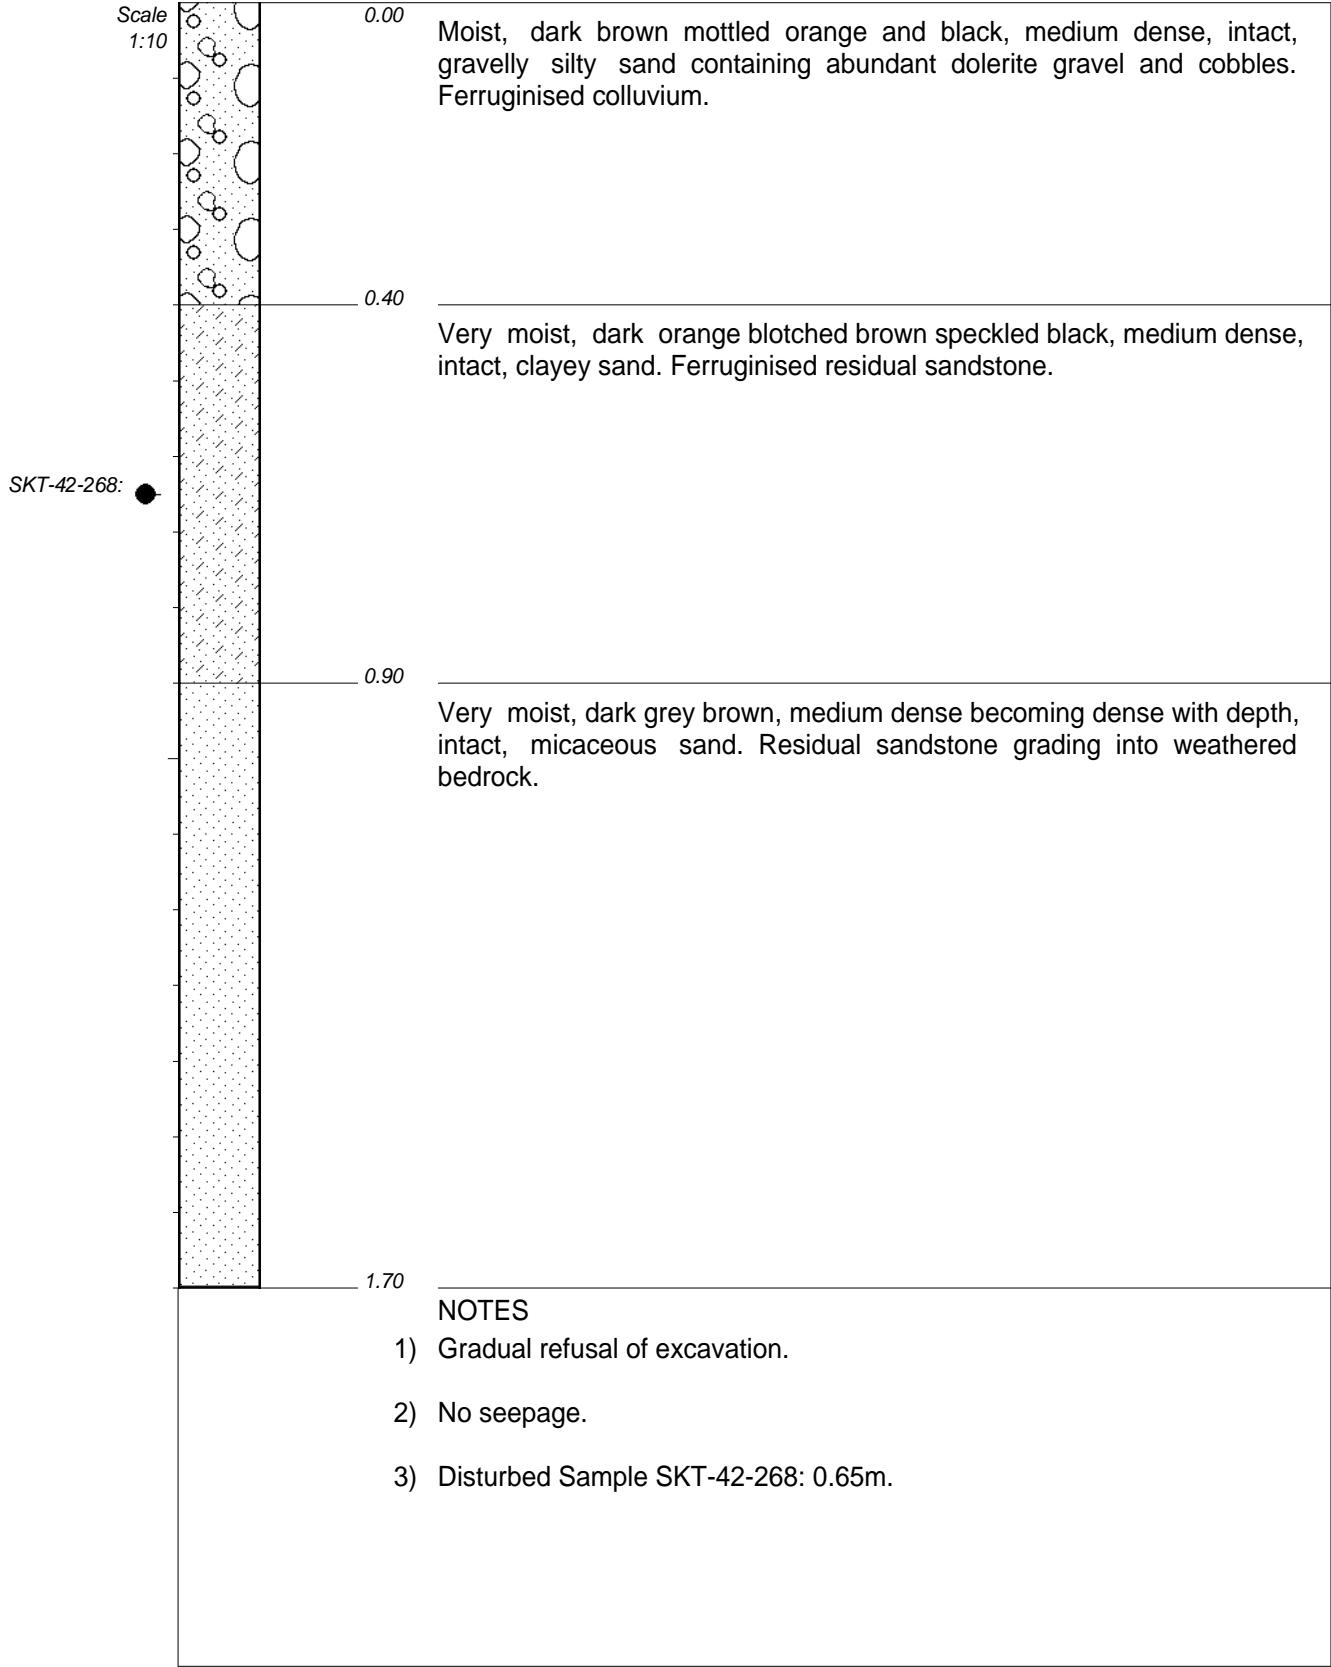 Scale
1:10
0.00
Moist, dark brown mottled orange and black, medium dense, intact,
gravelly silty sand containing abundant dolerite gravel and cobbles.
Ferruginised colluvium.
0.40
Very moist, dark orange blotched brown speckled black, medium dense,
intact, clayey sand. Ferruginised residual sandstone.
SKT-42-268:
0.90
Very moist, dark grey brown, medium dense becoming dense with depth,
intact, micaceous sand. Residual sandstone grading into weathered
bedrock.
1.70
NOTES
1) Gradual refusal of excavation.
2) No seepage.
3) Disturbed Sample SKT-42-268: 0.65m.